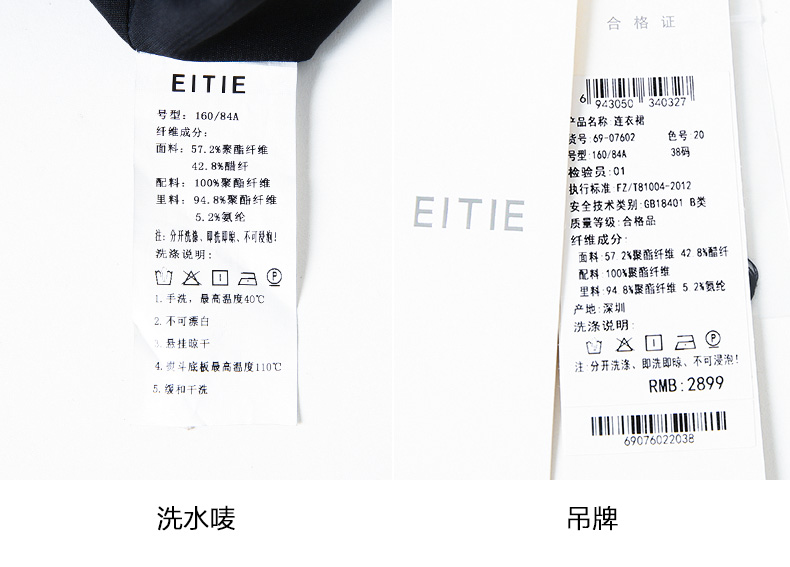 EITIE
号型：160/84A
纤维成分：
面料：57.2%聚酯纤维
42.8%醋纤
配料：100%聚酯纤维
里料：94.8%聚酯纤维
5.2%氨纶
注：分开洗涤、即洗即晾、不可浸泡！
洗涤说明：
P
1.手洗，最高温度40℃
2.不可漂白
3.悬挂晾干
4.熨斗底板最高温度110℃
5.缓和干洗
洗水唛
EITIE
合格证
6 943050 340327
产品名称：连衣裙
货号：69-07602 色号 20
号型：160/84A 38码
检验员：01
执行标准：FZ/T81004-2012
安全技术类别：GB18401 B类
质量等级：合格品
纤维成分：
面料：57.2%聚酯纤维 42.8%醋纤
配料：100%聚酯纤维
里料：94.8%聚酯纤维 5.2%氨纶
产地：深圳
洗涤说明：
P
注：分开洗涤、即洗即晾、不可浸泡！
RMB：2899
69076022038
吊牌